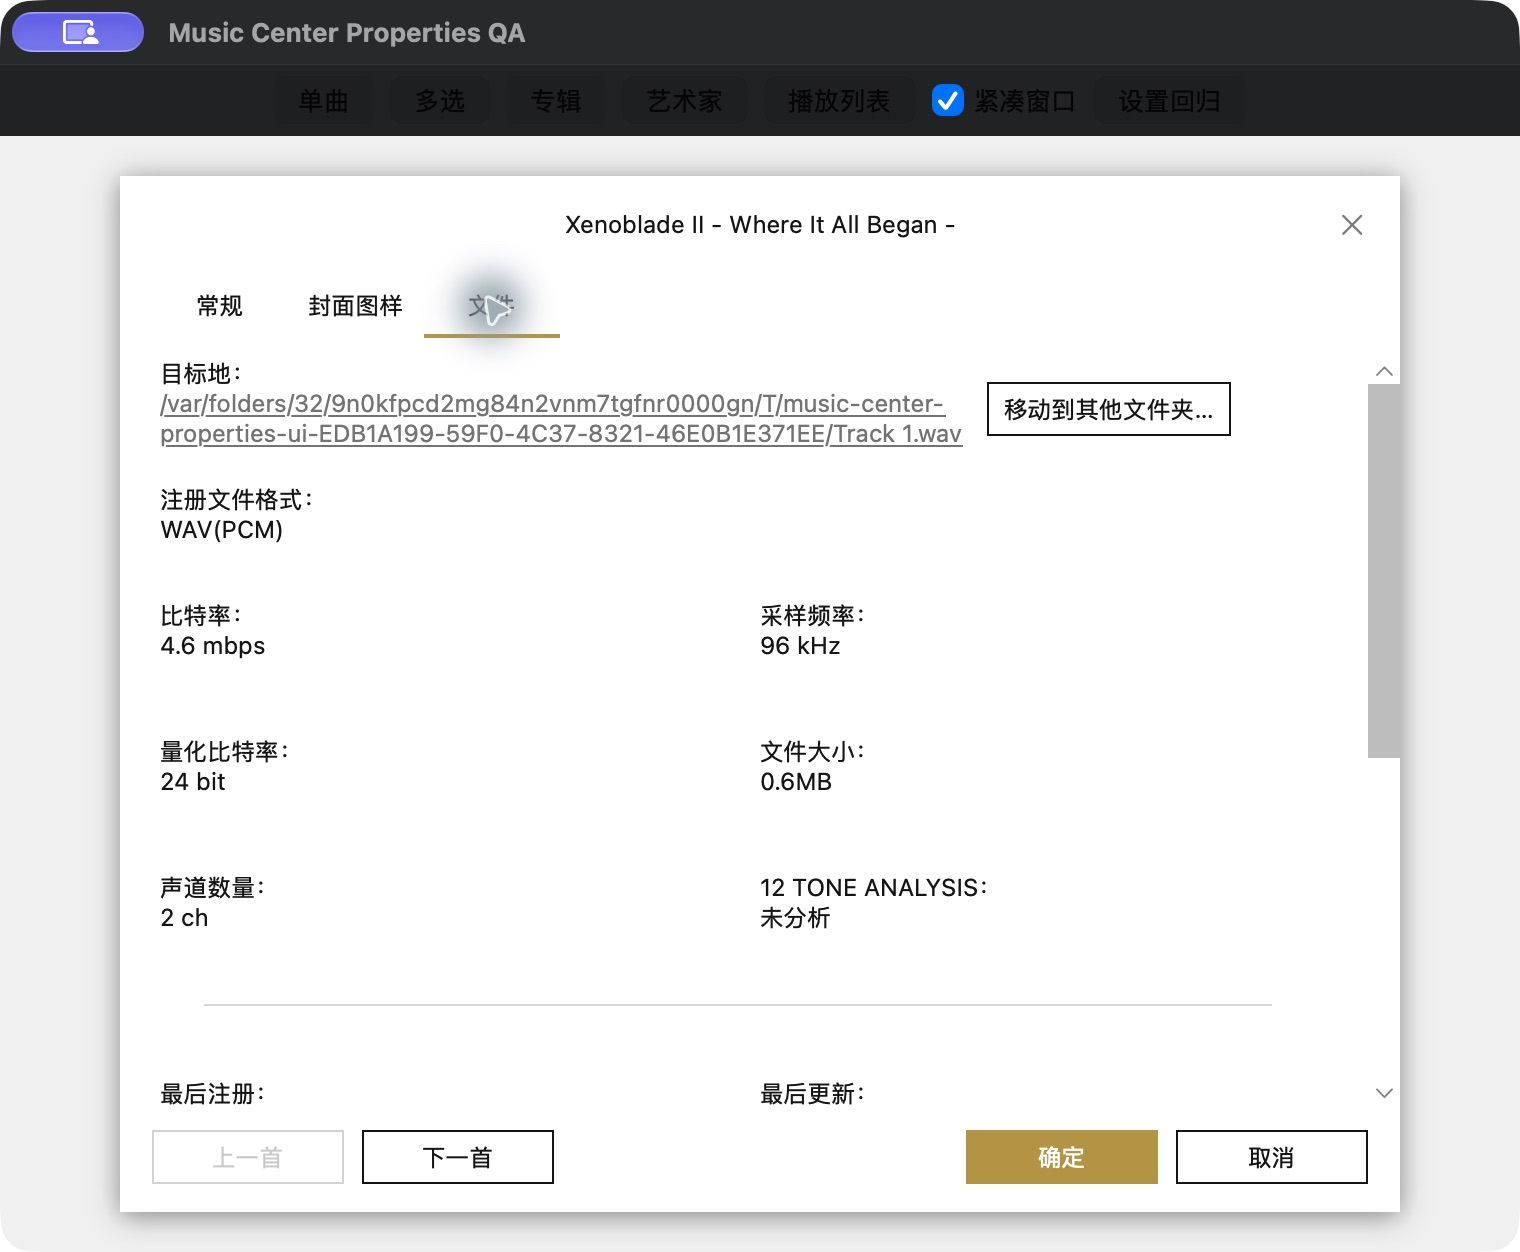 Music Center Properties QA
单曲 多选 专辑 艺术家 播放列表 紧凑窗口 设置回归
Xenoblade II - Where It All Began -
常规 封面图样 文件
目标地：
/var/folders/32/9n0kfpcd2mg84n2vnm7tgfnr0000gn/T/music-center-
properties-ui-EDB1A199-59F0-4C37-8321-46E0B1E371EE/Track 1.wav
移动到其他文件夹...
注册文件格式：
WAV(PCM)
比特率： 采样频率：
4.6 mbps 96 kHz
量化比特率： 文件大小：
24 bit 0.6MB
声道数量： 12 TONE ANALYSIS：
2 ch 未分析
最后注册： 最后更新：
上一首 下一首 确定 取消